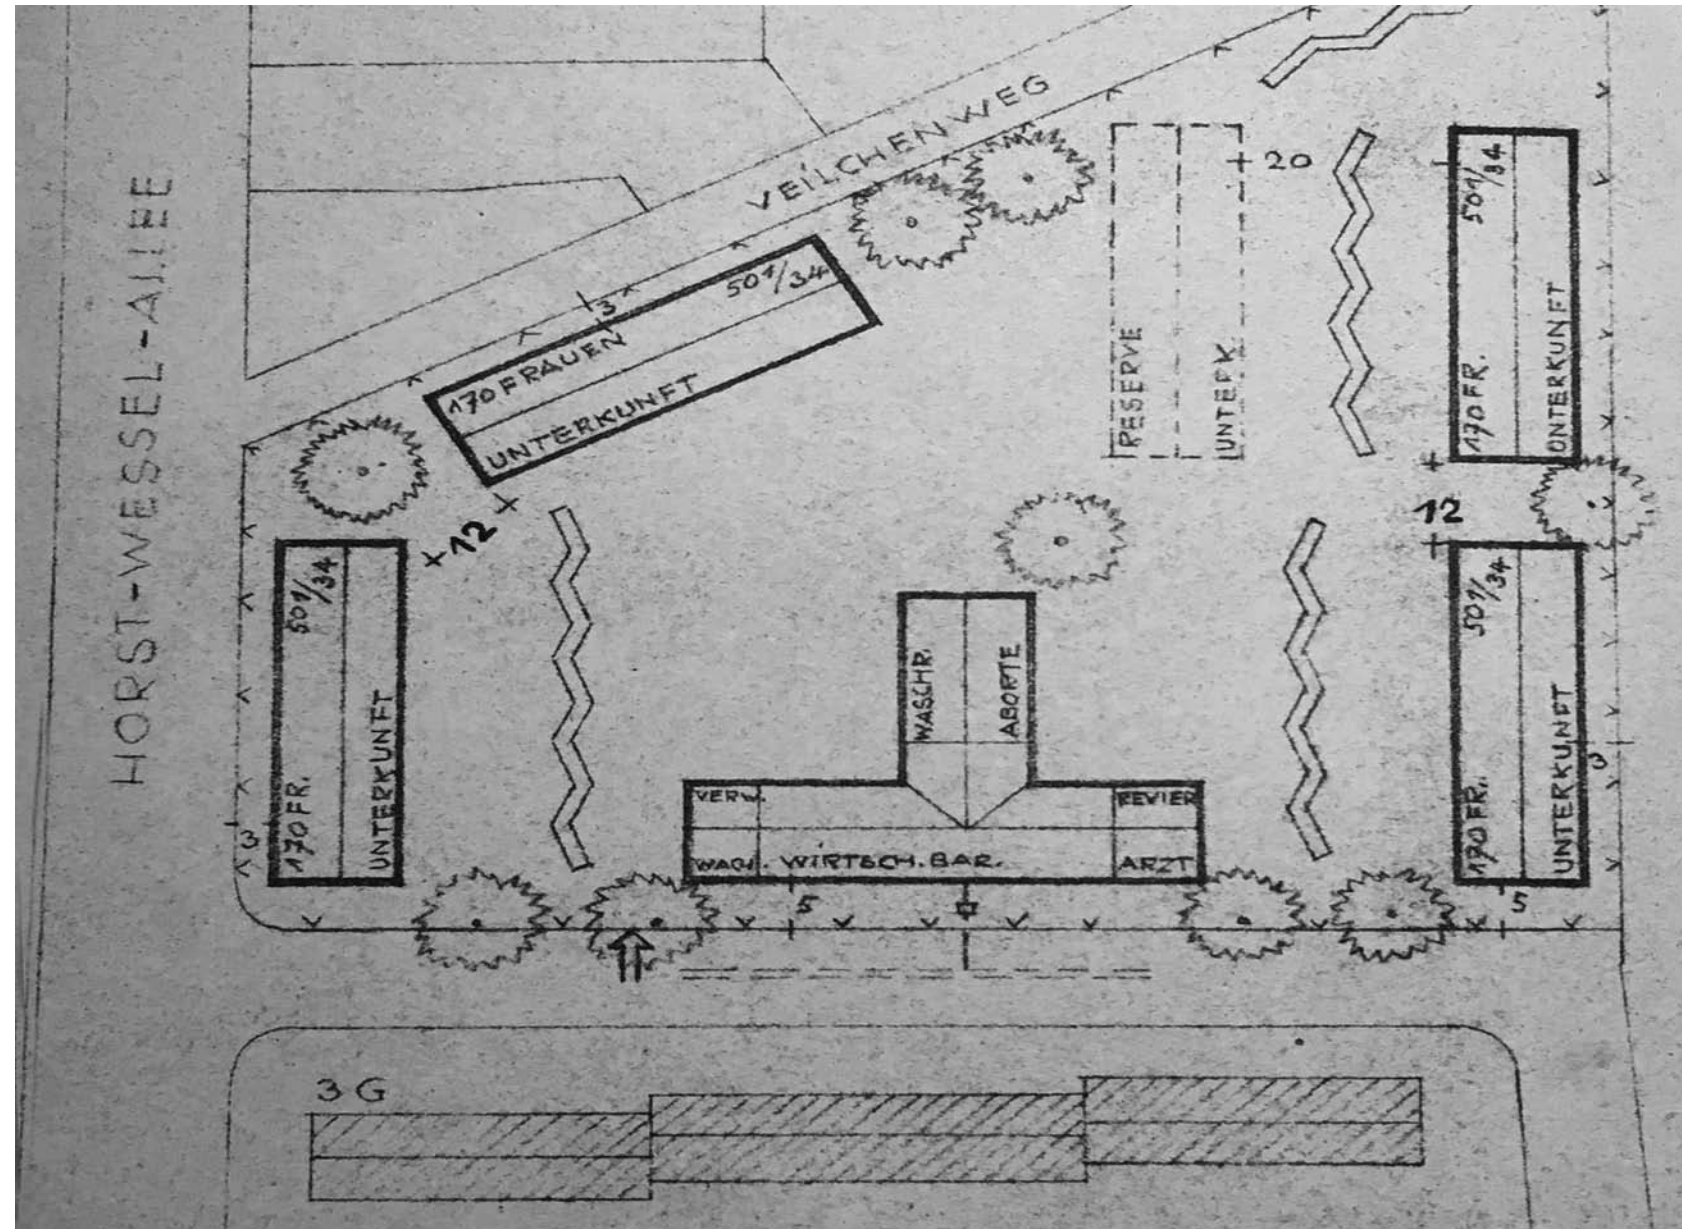 HORST-WESSEL-ALLEE
VEILCHENWEG
3
170 FRAUEN
501/34
UNTERKUNFT
12
170 FR.
501/34
UNTERKUNFT
3
RESERVE
UNTERK.
20
170 FR.
501/34
UNTERKUNFT
12
170 FR.
501/34
UNTERKUNFT
3
5
WASCHR.
ABORTE
VERW.
REVIER
WACH.
WIRTSCH. BAR.
ARZT
5
3 G